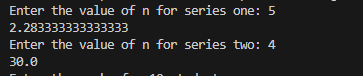 Enter the value of n for series one: 5
2.283333333333333
Enter the value of n for series two: 4
30.0